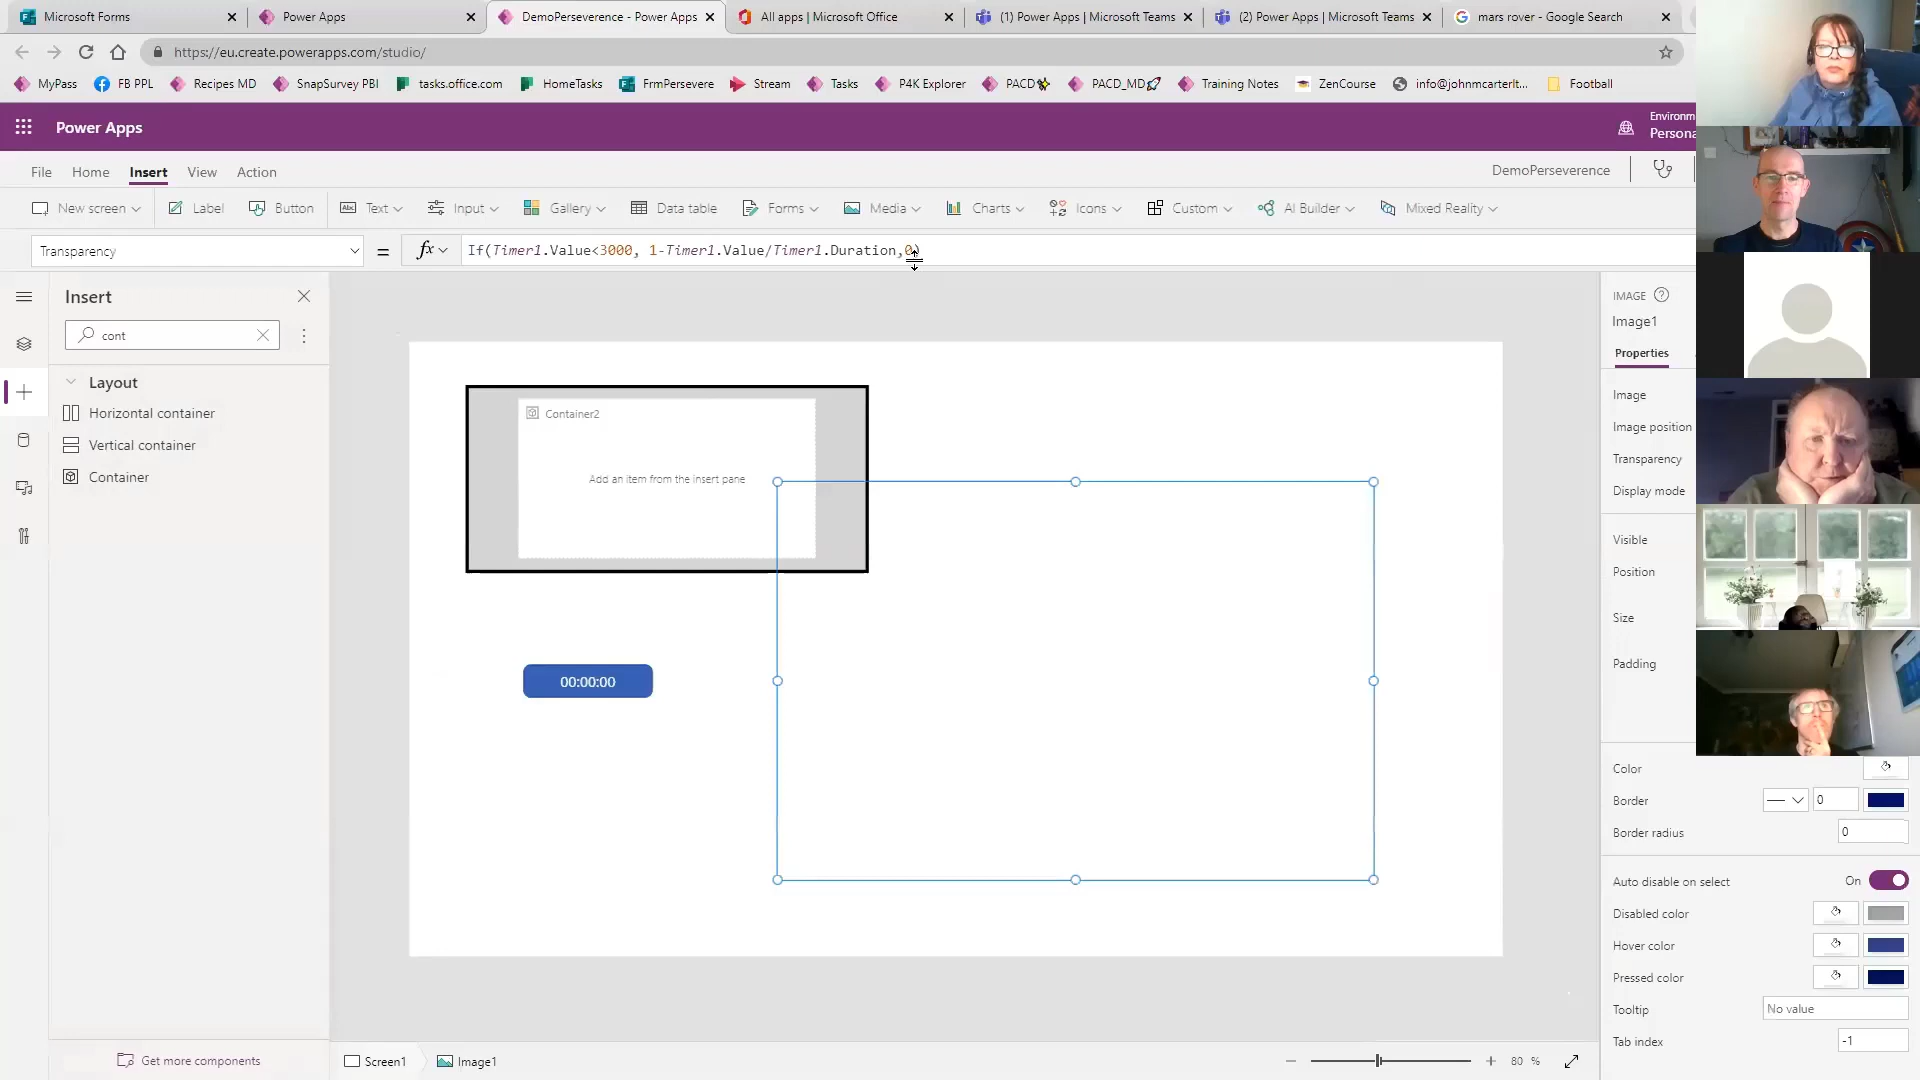 Microsoft Forms
Power Apps
DemoPerseverence - Power Apps
All apps | Microsoft Office
(1) Power Apps | Microsoft Teams
(2) Power Apps | Microsoft Teams
mars rover - Google Search
https://eu.create.powerapps.com/studio/
MyPass
FB PPL
Recipes MD
SnapSurvey PBI
tasks.office.com
HomeTasks
FrmPersevere
Stream
Tasks
P4K Explorer
PACD
PACD_MD
Training Notes
ZenCourse
info@johnmcarterlt...
Football
Power Apps
Environm
Persona
File
Home
Insert
View
Action
DemoPerseverence
New screen
Label
Button
Text
Input
Gallery
Data table
Forms
Media
Charts
Icons
Custom
AI Builder
Mixed Reality
Transparency
=
fx
If(Timer1.Value<3000, 1-Timer1.Value/Timer1.Duration,0)
Insert
cont
Layout
Horizontal container
Vertical container
Container
Get more components
Container2
Add an item from the insert pane
00:00:00
Screen1
Image1
80 %
IMAGE
Image1
Properties
Image
Image position
Transparency
Display mode
Visible
Position
Size
Padding
Color
Border
0
Border radius
0
Auto disable on select
On
Disabled color
Hover color
Pressed color
Tooltip
No value
Tab index
-1